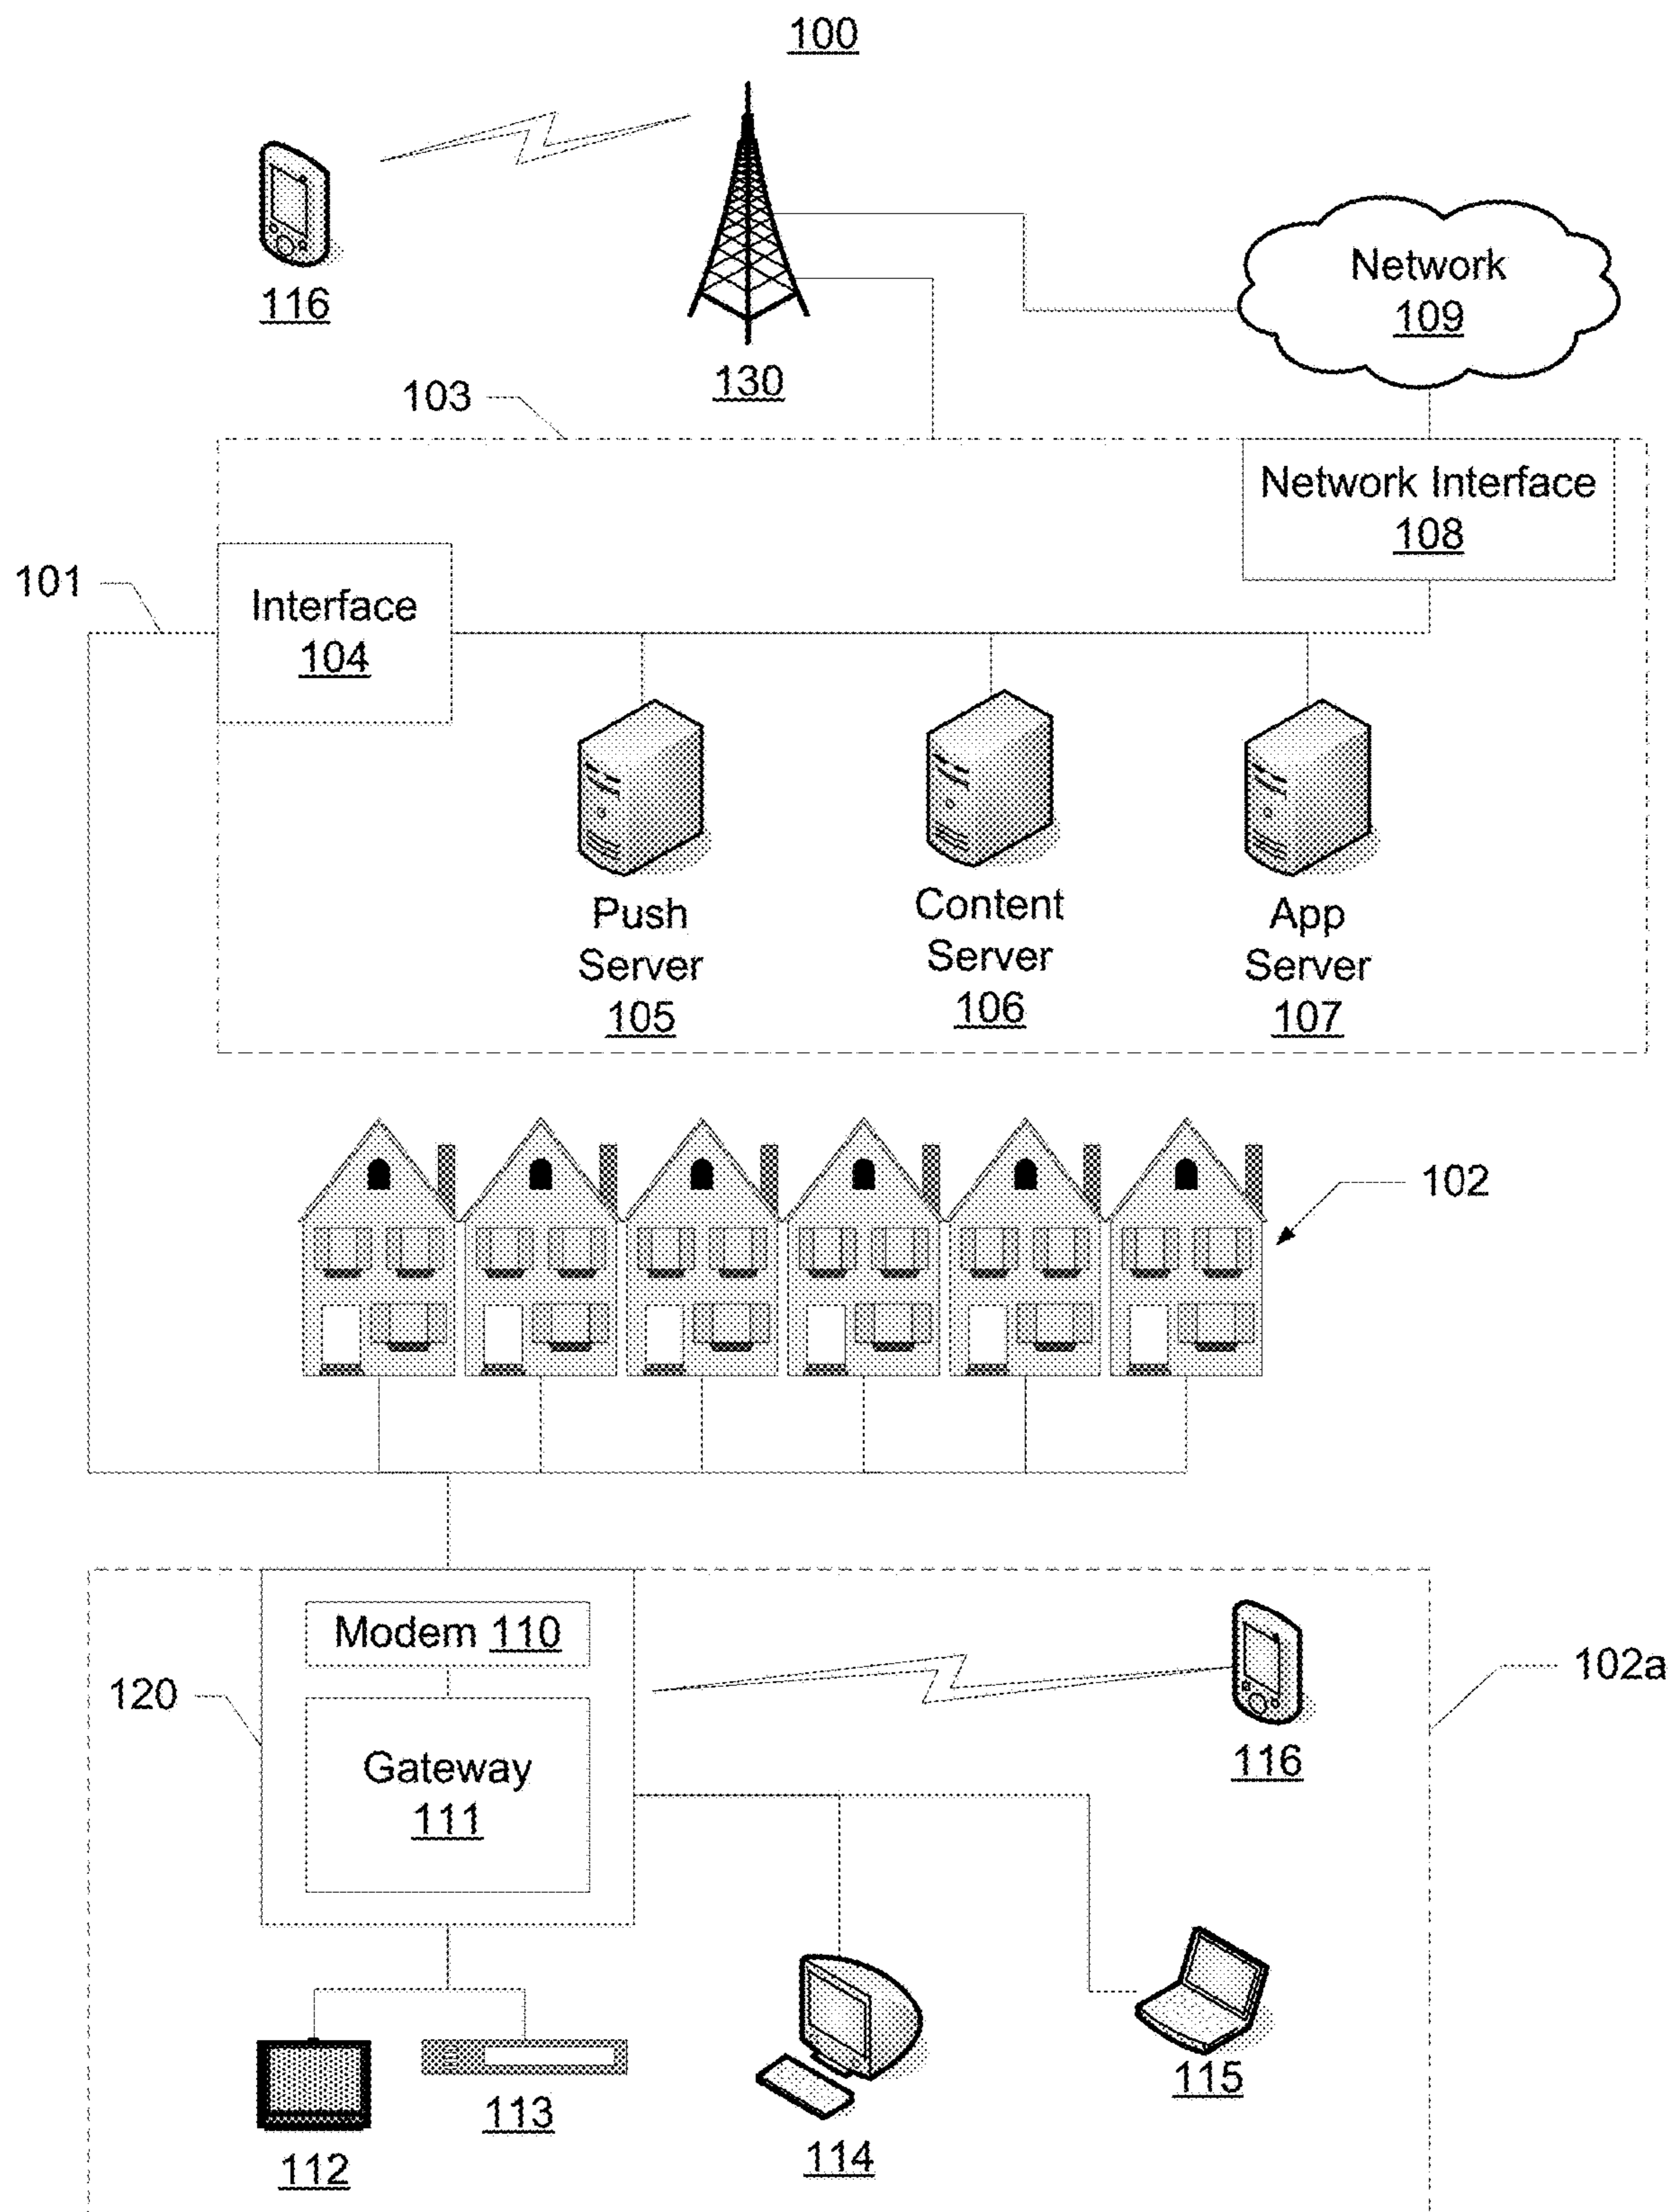 100
116
130
Network
109
103
Network Interface
108
101
Interface
104
Push
Server
105
Content
Server
106
App
Server
107
102
Modem 110
120
102a
Gateway
111
116
112
113
114
115